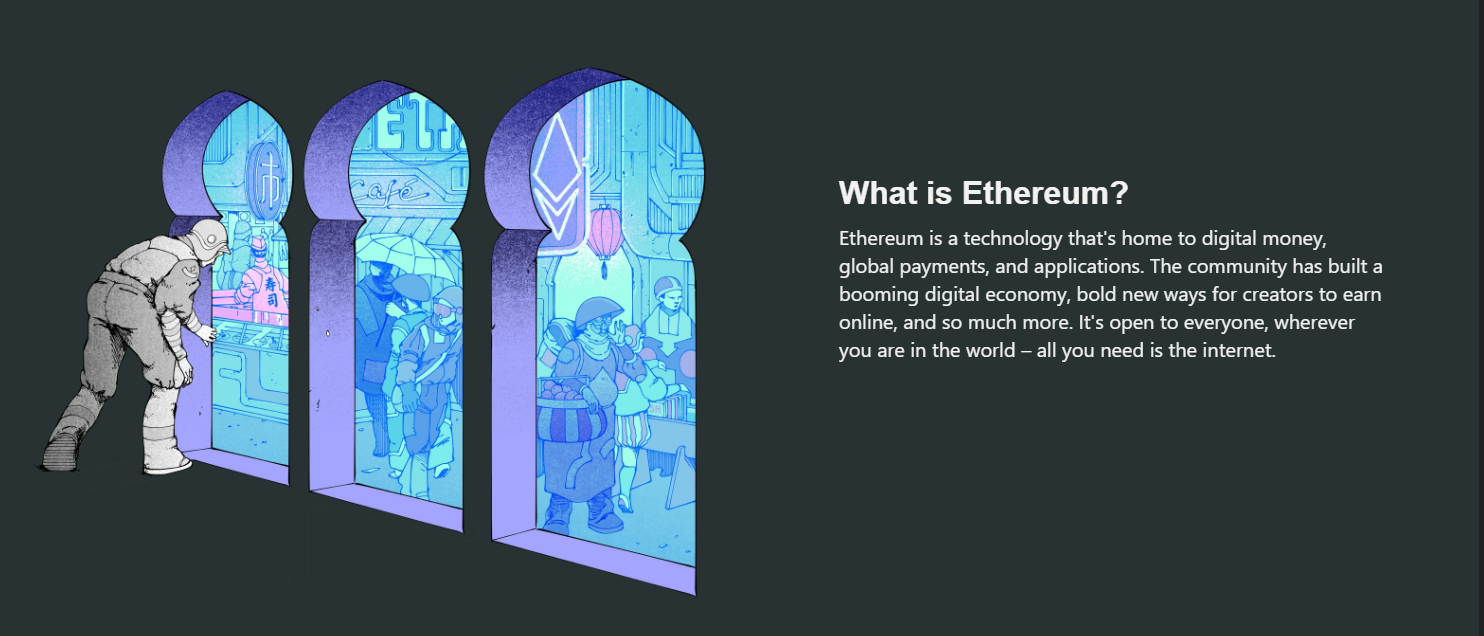 ETH
Café
寿
司
What is Ethereum?
Ethereum is a technology that's home to digital money,
global payments, and applications. The community has built a
booming digital economy, bold new ways for creators to earn
online, and so much more. It's open to everyone, wherever
you are in the world – all you need is the internet.